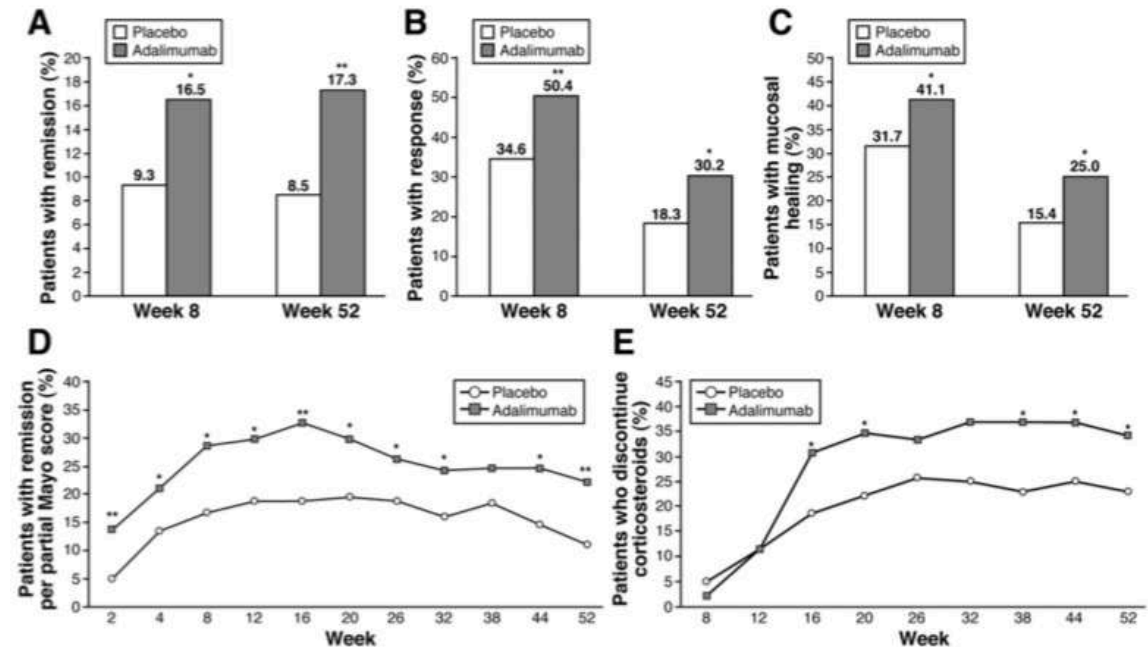 A
Placebo
Adalimumab
Patients with remission (%)
20
18
16
14
12
10
8
6
4
2
0
9.3
*
16.5
8.5
**
17.3
Week 8
Week 52
B
Placebo
Adalimumab
Patients with response (%)
60
50
40
30
20
10
0
34.6
**
50.4
18.3
*
30.2
Week 8
Week 52
C
Placebo
Adalimumab
Patients with mucosal
healing (%)
50
45
40
35
30
25
20
15
10
5
0
31.7
*
41.1
15.4
*
25.0
Week 8
Week 52
D
Placebo
Adalimumab
Patients with remission
per partial Mayo score (%)
40
35
30
25
20
15
10
5
0
** * * * ** * * * * **
2 4 8 12 16 20 26 32 38 44 52
Week
E
Placebo
Adalimumab
Patients who discontinue
corticosteroids (%)
45
40
35
30
25
20
15
10
5
0
* * * * *
8 12 16 20 26 32 38 44 52
Week